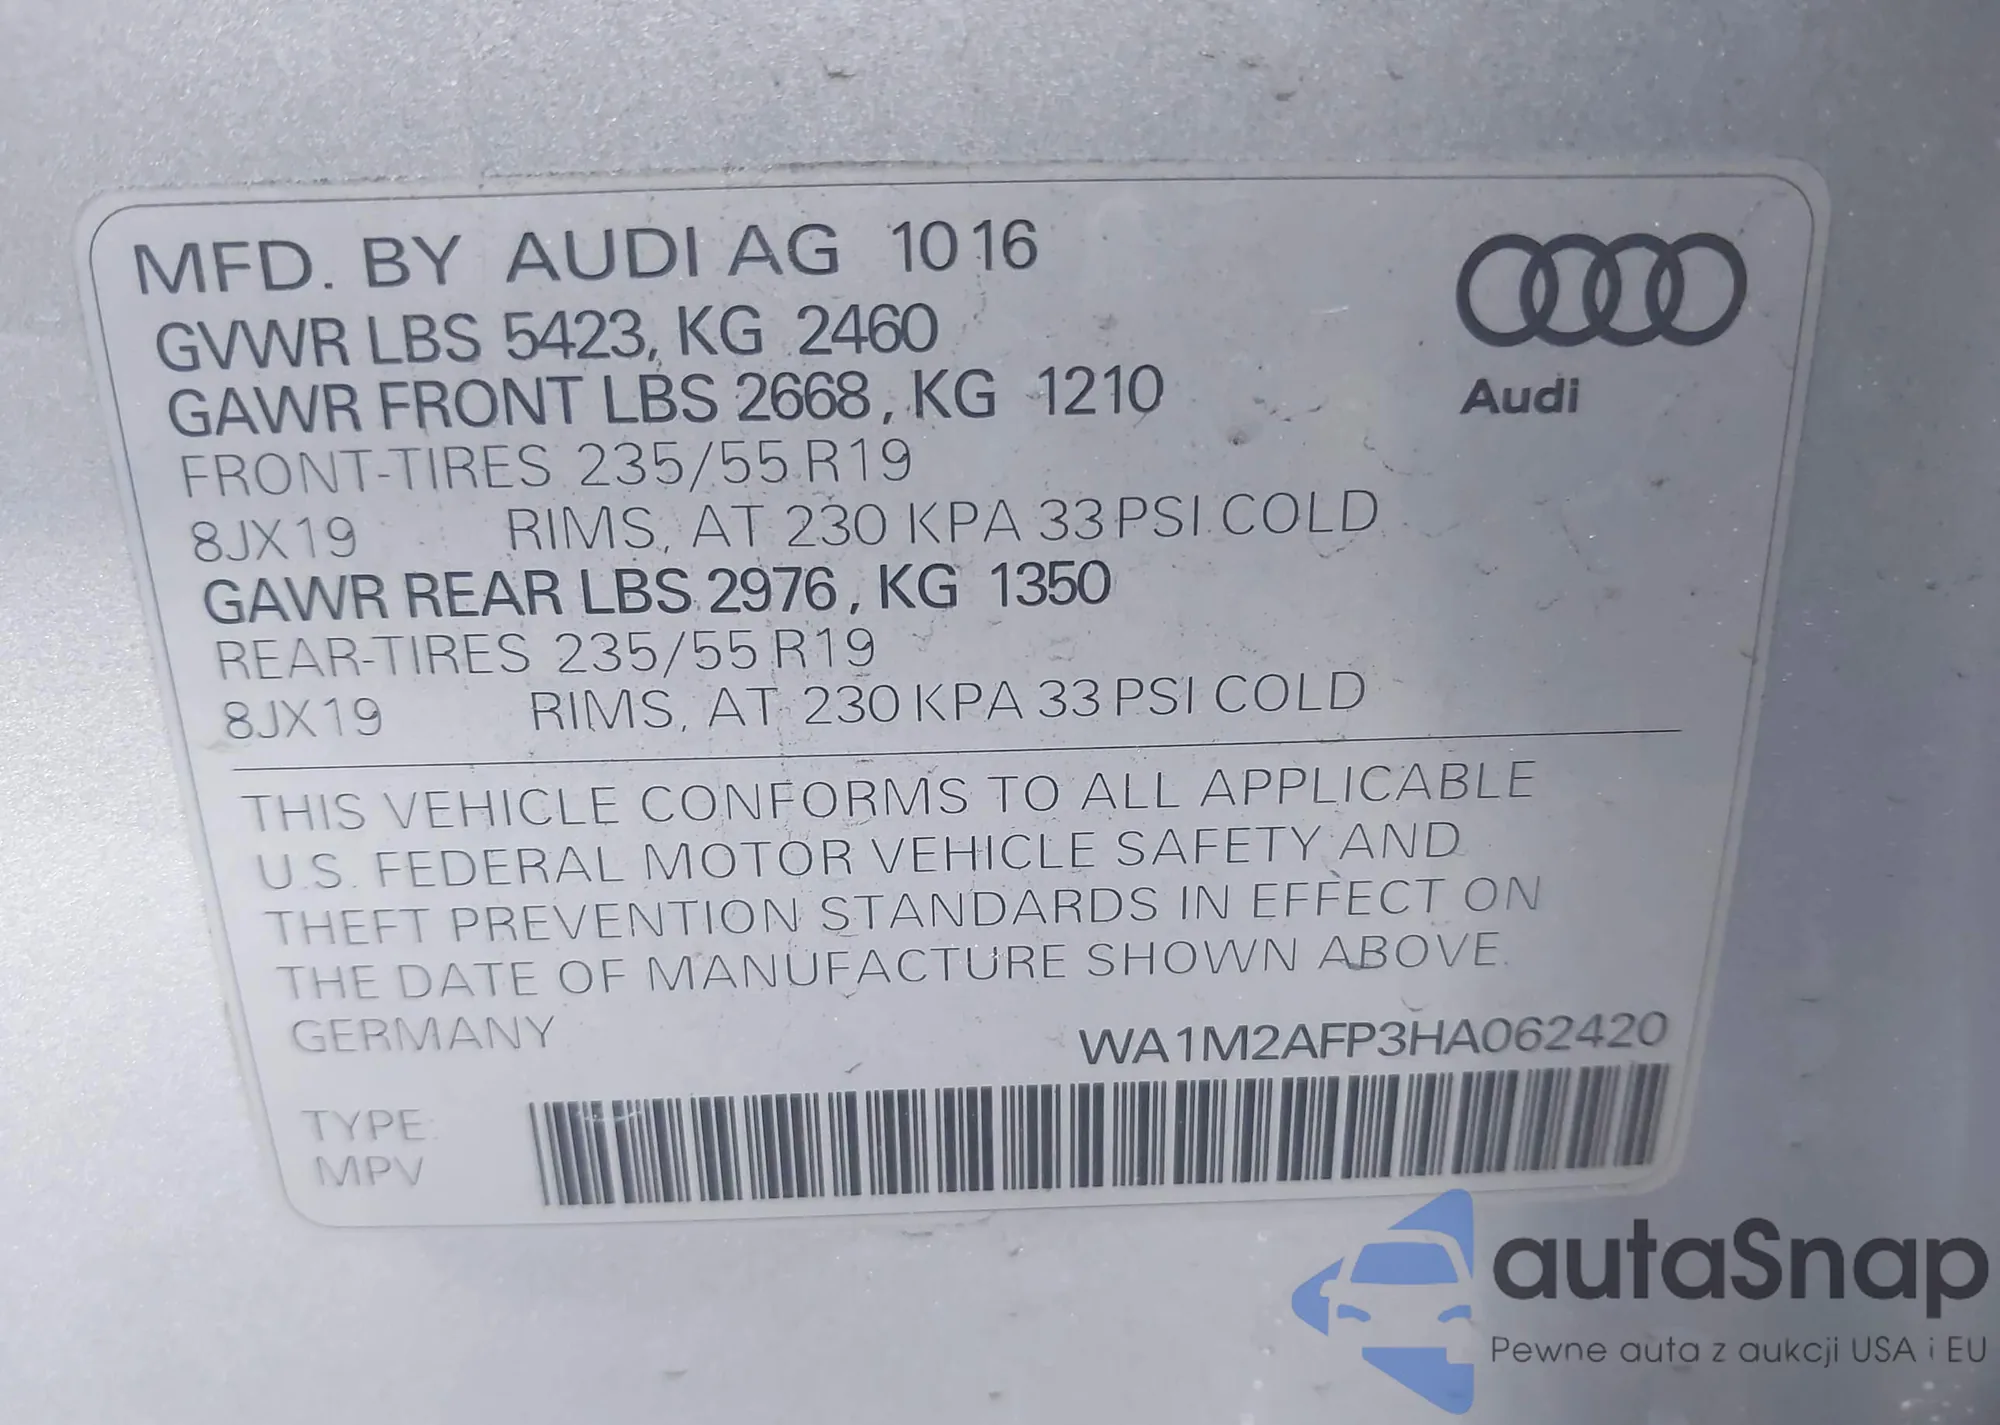 MFD. BY AUDI AG 10 16
GVWR LBS 5423, KG 2460
GAWR FRONT LBS 2668, KG 1210
FRONT-TIRES 235/55 R19
8JX19 RIMS, AT 230 KPA 33 PSI COLD
GAWR REAR LBS 2976, KG 1350
REAR-TIRES 235/55 R19
8JX19 RIMS, AT 230 KPA 33 PSI COLD
Audi
THIS VEHICLE CONFORMS TO ALL APPLICABLE
U.S. FEDERAL MOTOR VEHICLE SAFETY AND
THEFT PREVENTION STANDARDS IN EFFECT ON
THE DATE OF MANUFACTURE SHOWN ABOVE.
GERMANY WA1M2AFP3HA062420
TYPE:
MPV
autaSnap
Pewne auta z aukcji USA i EU